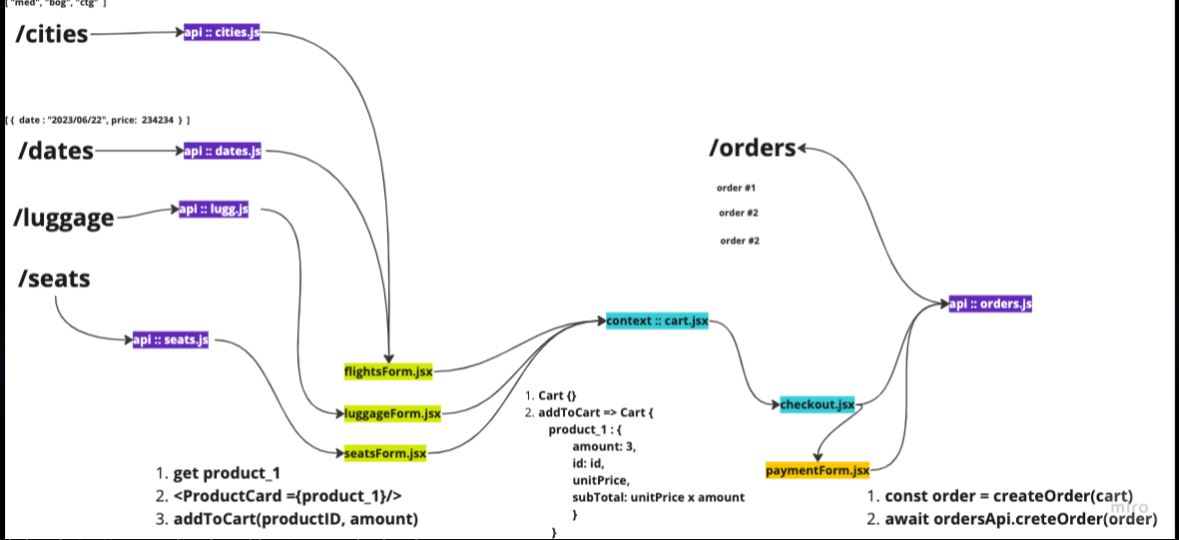 [ "med", "bog", "ctg" ]
/cities
api :: cities.js
[ { date : "2023/06/22", price: 234234 } ]
/dates
api :: dates.js
/luggage
api :: lugg.js
/seats
api :: seats.js
flightsForm.jsx
luggageForm.jsx
seatsForm.jsx
1. get product_1
2. <ProductCard ={product_1}/>
3. addToCart(productID, amount)
context :: cart.jsx
1. Cart {}
2. addToCart => Cart {
product_1 : {
amount: 3,
id: id,
unitPrice,
subTotal: unitPrice x amount
}
}
/orders
order #1
order #2
order #2
api :: orders.js
checkout.jsx
paymentForm.jsx
1. const order = createOrder(cart)
2. await ordersApi.creteOrder(order)
miro